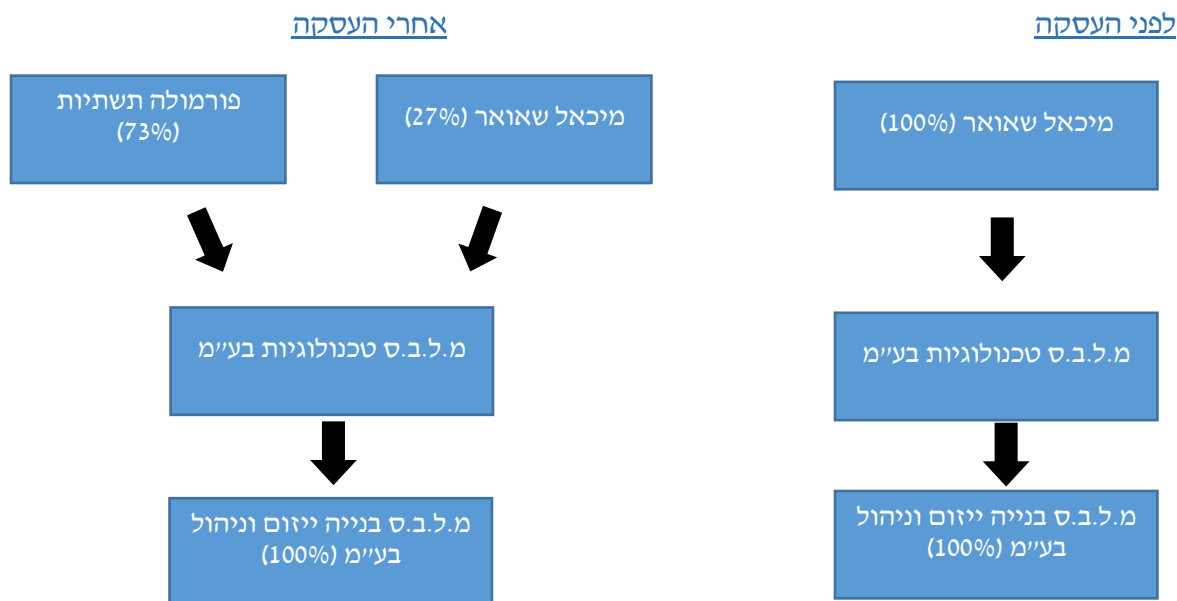 לפני העסקה
מיכאל שאואר (100%)
מ.ל.ב.ס טכנולוגיות בע״מ
מ.ל.ב.ס בנייה ייזום וניהול
בע״מ (100%)
אחרי העסקה
מיכאל שאואר (27%)
פורמולה תשתיות
(73%)
מ.ל.ב.ס טכנולוגיות בע״מ
מ.ל.ב.ס בנייה ייזום וניהול
בע״מ (100%)